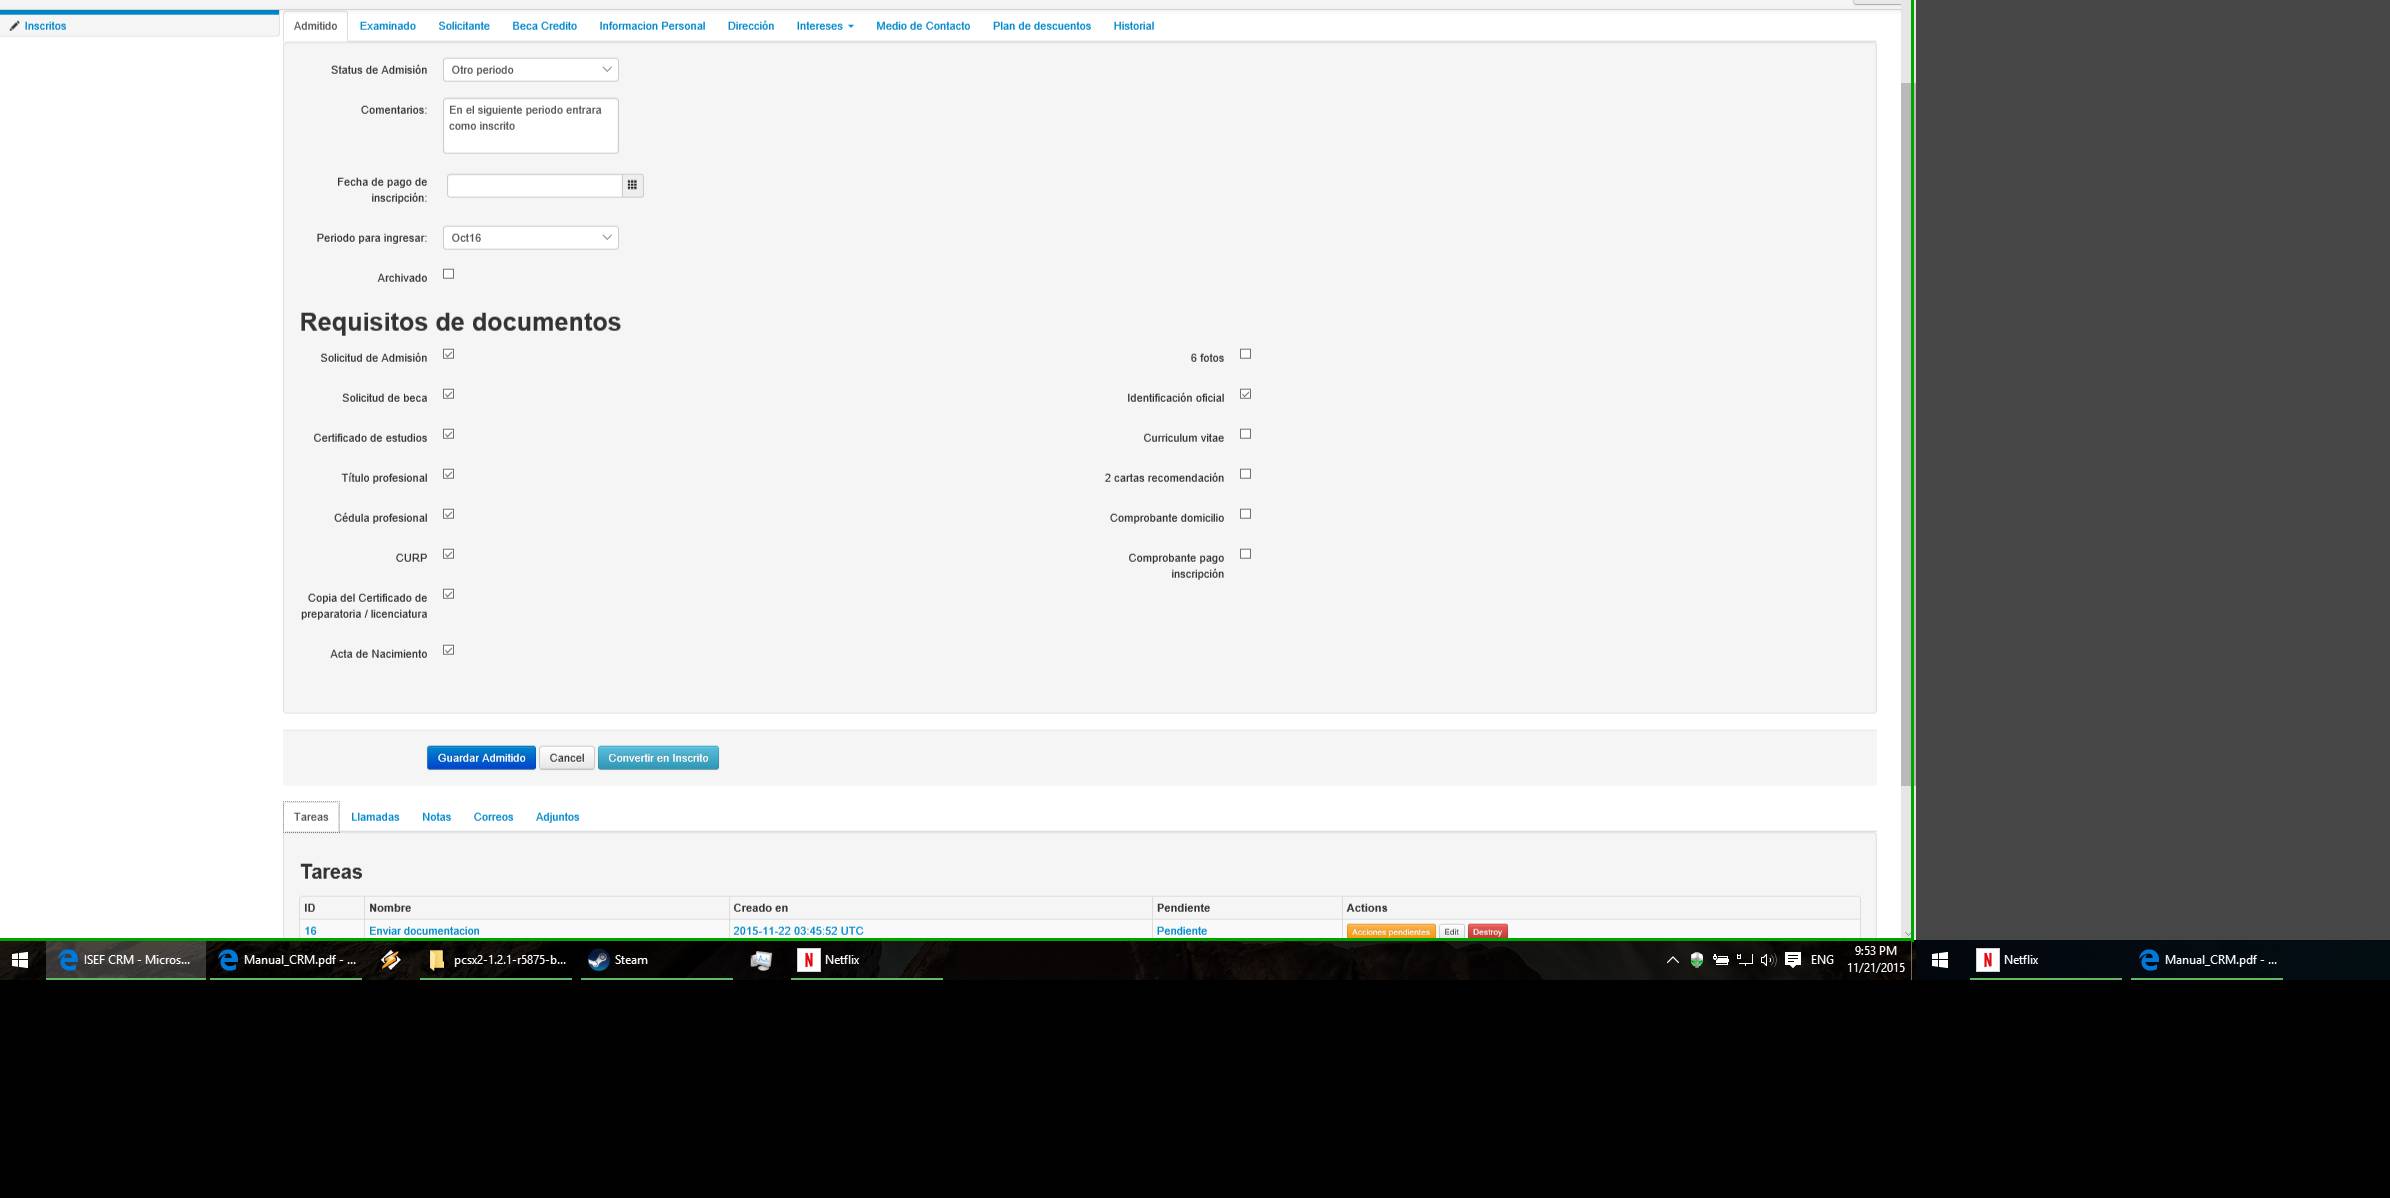 Inscritos
Admitido Examinado Solicitante Beca Credito Informacion Personal Dirección Intereses Medio de Contacto Plan de descuentos Historial
Status de Admisión Otro periodo
Comentarios: En el siguiente periodo entrara
como inscrito
Fecha de pago de
inscripción:
Periodo para ingresar: Oct16
Archivado
Requisitos de documentos
Solicitud de Admisión 6 fotos
Solicitud de beca Identificación oficial
Certificado de estudios Curriculum vitae
Título profesional 2 cartas recomendación
Cédula profesional Comprobante domicilio
CURP Comprobante pago
inscripción
Copia del Certificado de
preparatoria / licenciatura
Acta de Nacimiento
Guardar Admitido Cancel Convertir en Inscrito
Tareas Llamadas Notas Correos Adjuntos
Tareas
ID Nombre Creado en Pendiente Actions
16 Enviar documentacion 2015-11-22 03:45:52 UTC Pendiente Acciones pendientes Edit Destroy
ISEF CRM - Micros... Manual_CRM.pdf - ... pcsx2-1.2.1-r5875-b... Steam N Netflix ENG 9:53 PM N Netflix Manual_CRM.pdf - ...
11/21/2015